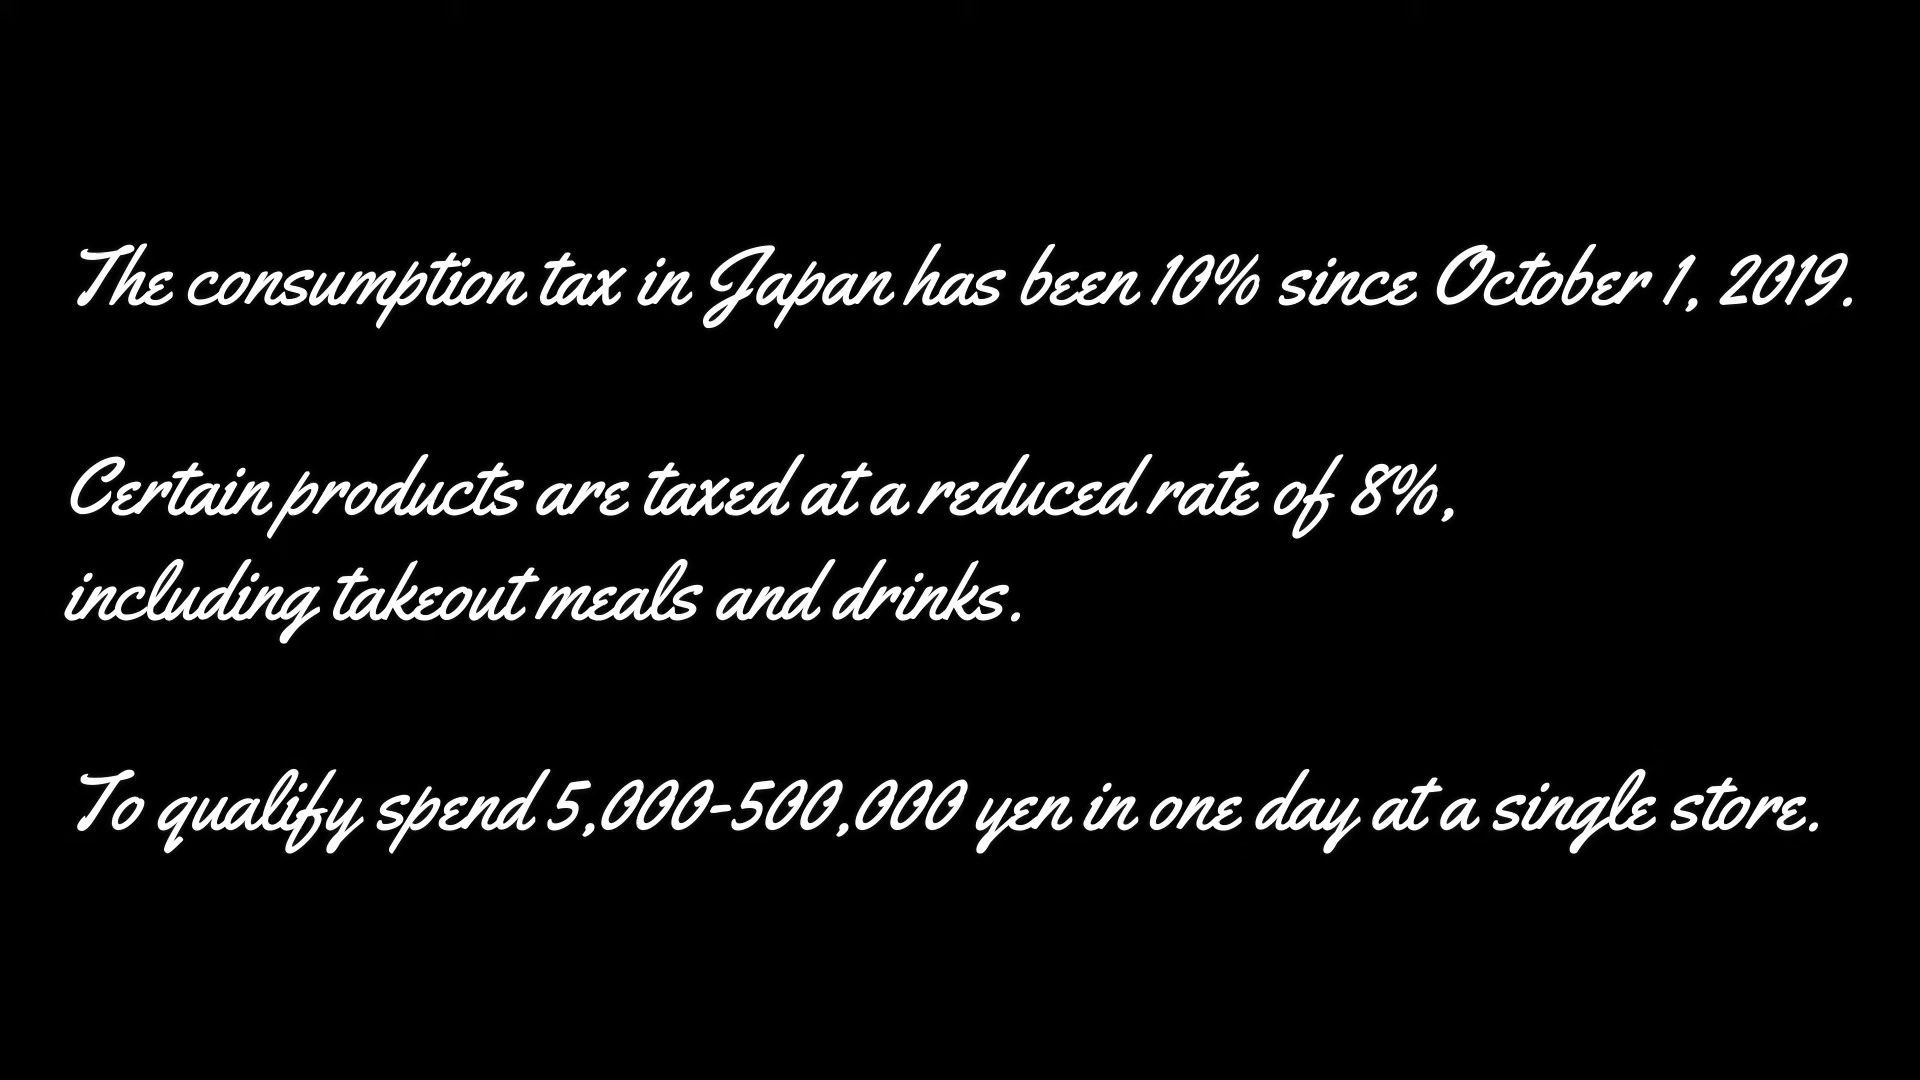 The consumption tax in Japan has been 10% since October 1, 2019.
Certain products are taxed at a reduced rate of 8%,
including takeout meals and drinks.
To qualify spend 5,000-500,000 yen in one day at a single store.